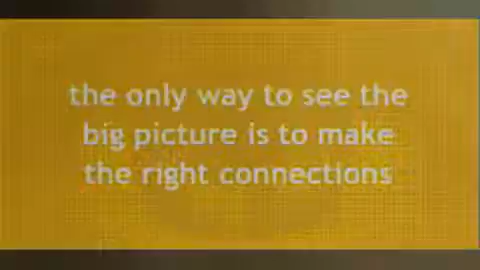 the only way to see the
big picture is to make
the right connections